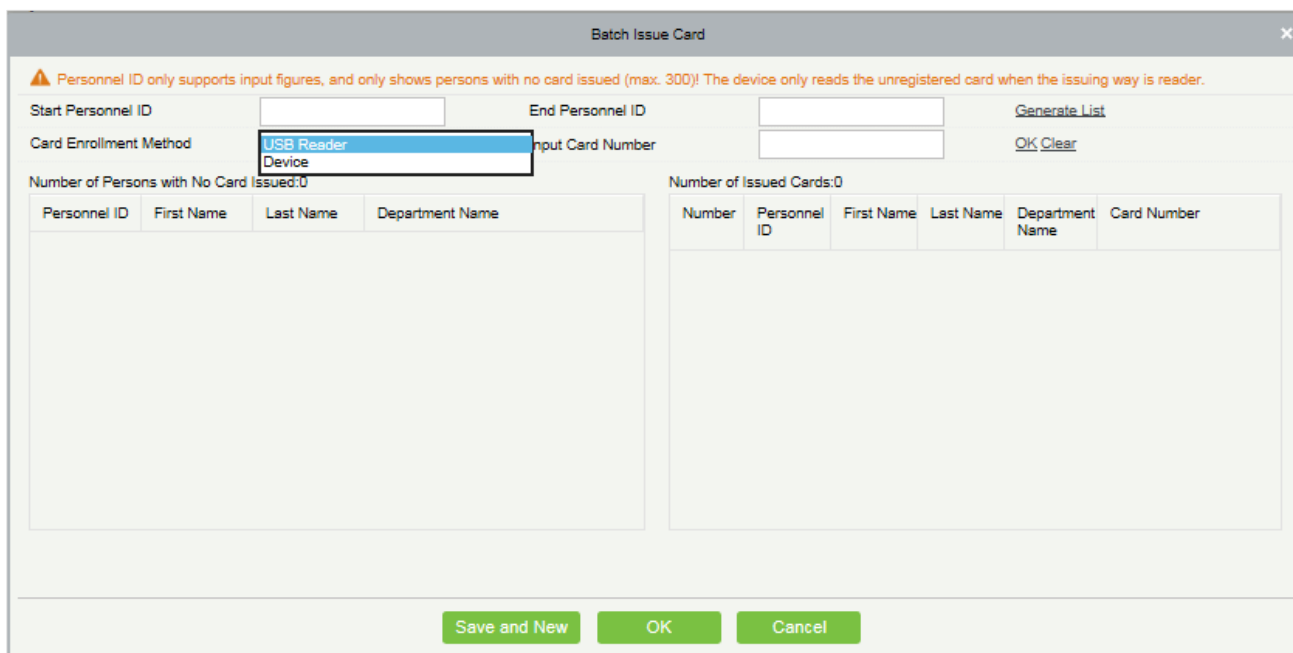 Batch Issue Card
Personnel ID only supports input figures, and only shows persons with no card issued (max. 300)! The device only reads the unregistered card when the issuing way is reader.
Start Personnel ID End Personnel ID Generate List
Card Enrollment Method USB Reader nput Card Number OK Clear
Device
Number of Persons with No Card Issued:0 Number of Issued Cards:0
Personnel ID First Name Last Name Department Name Number Personnel ID First Name Last Name Department Name Card Number
Save and New OK Cancel